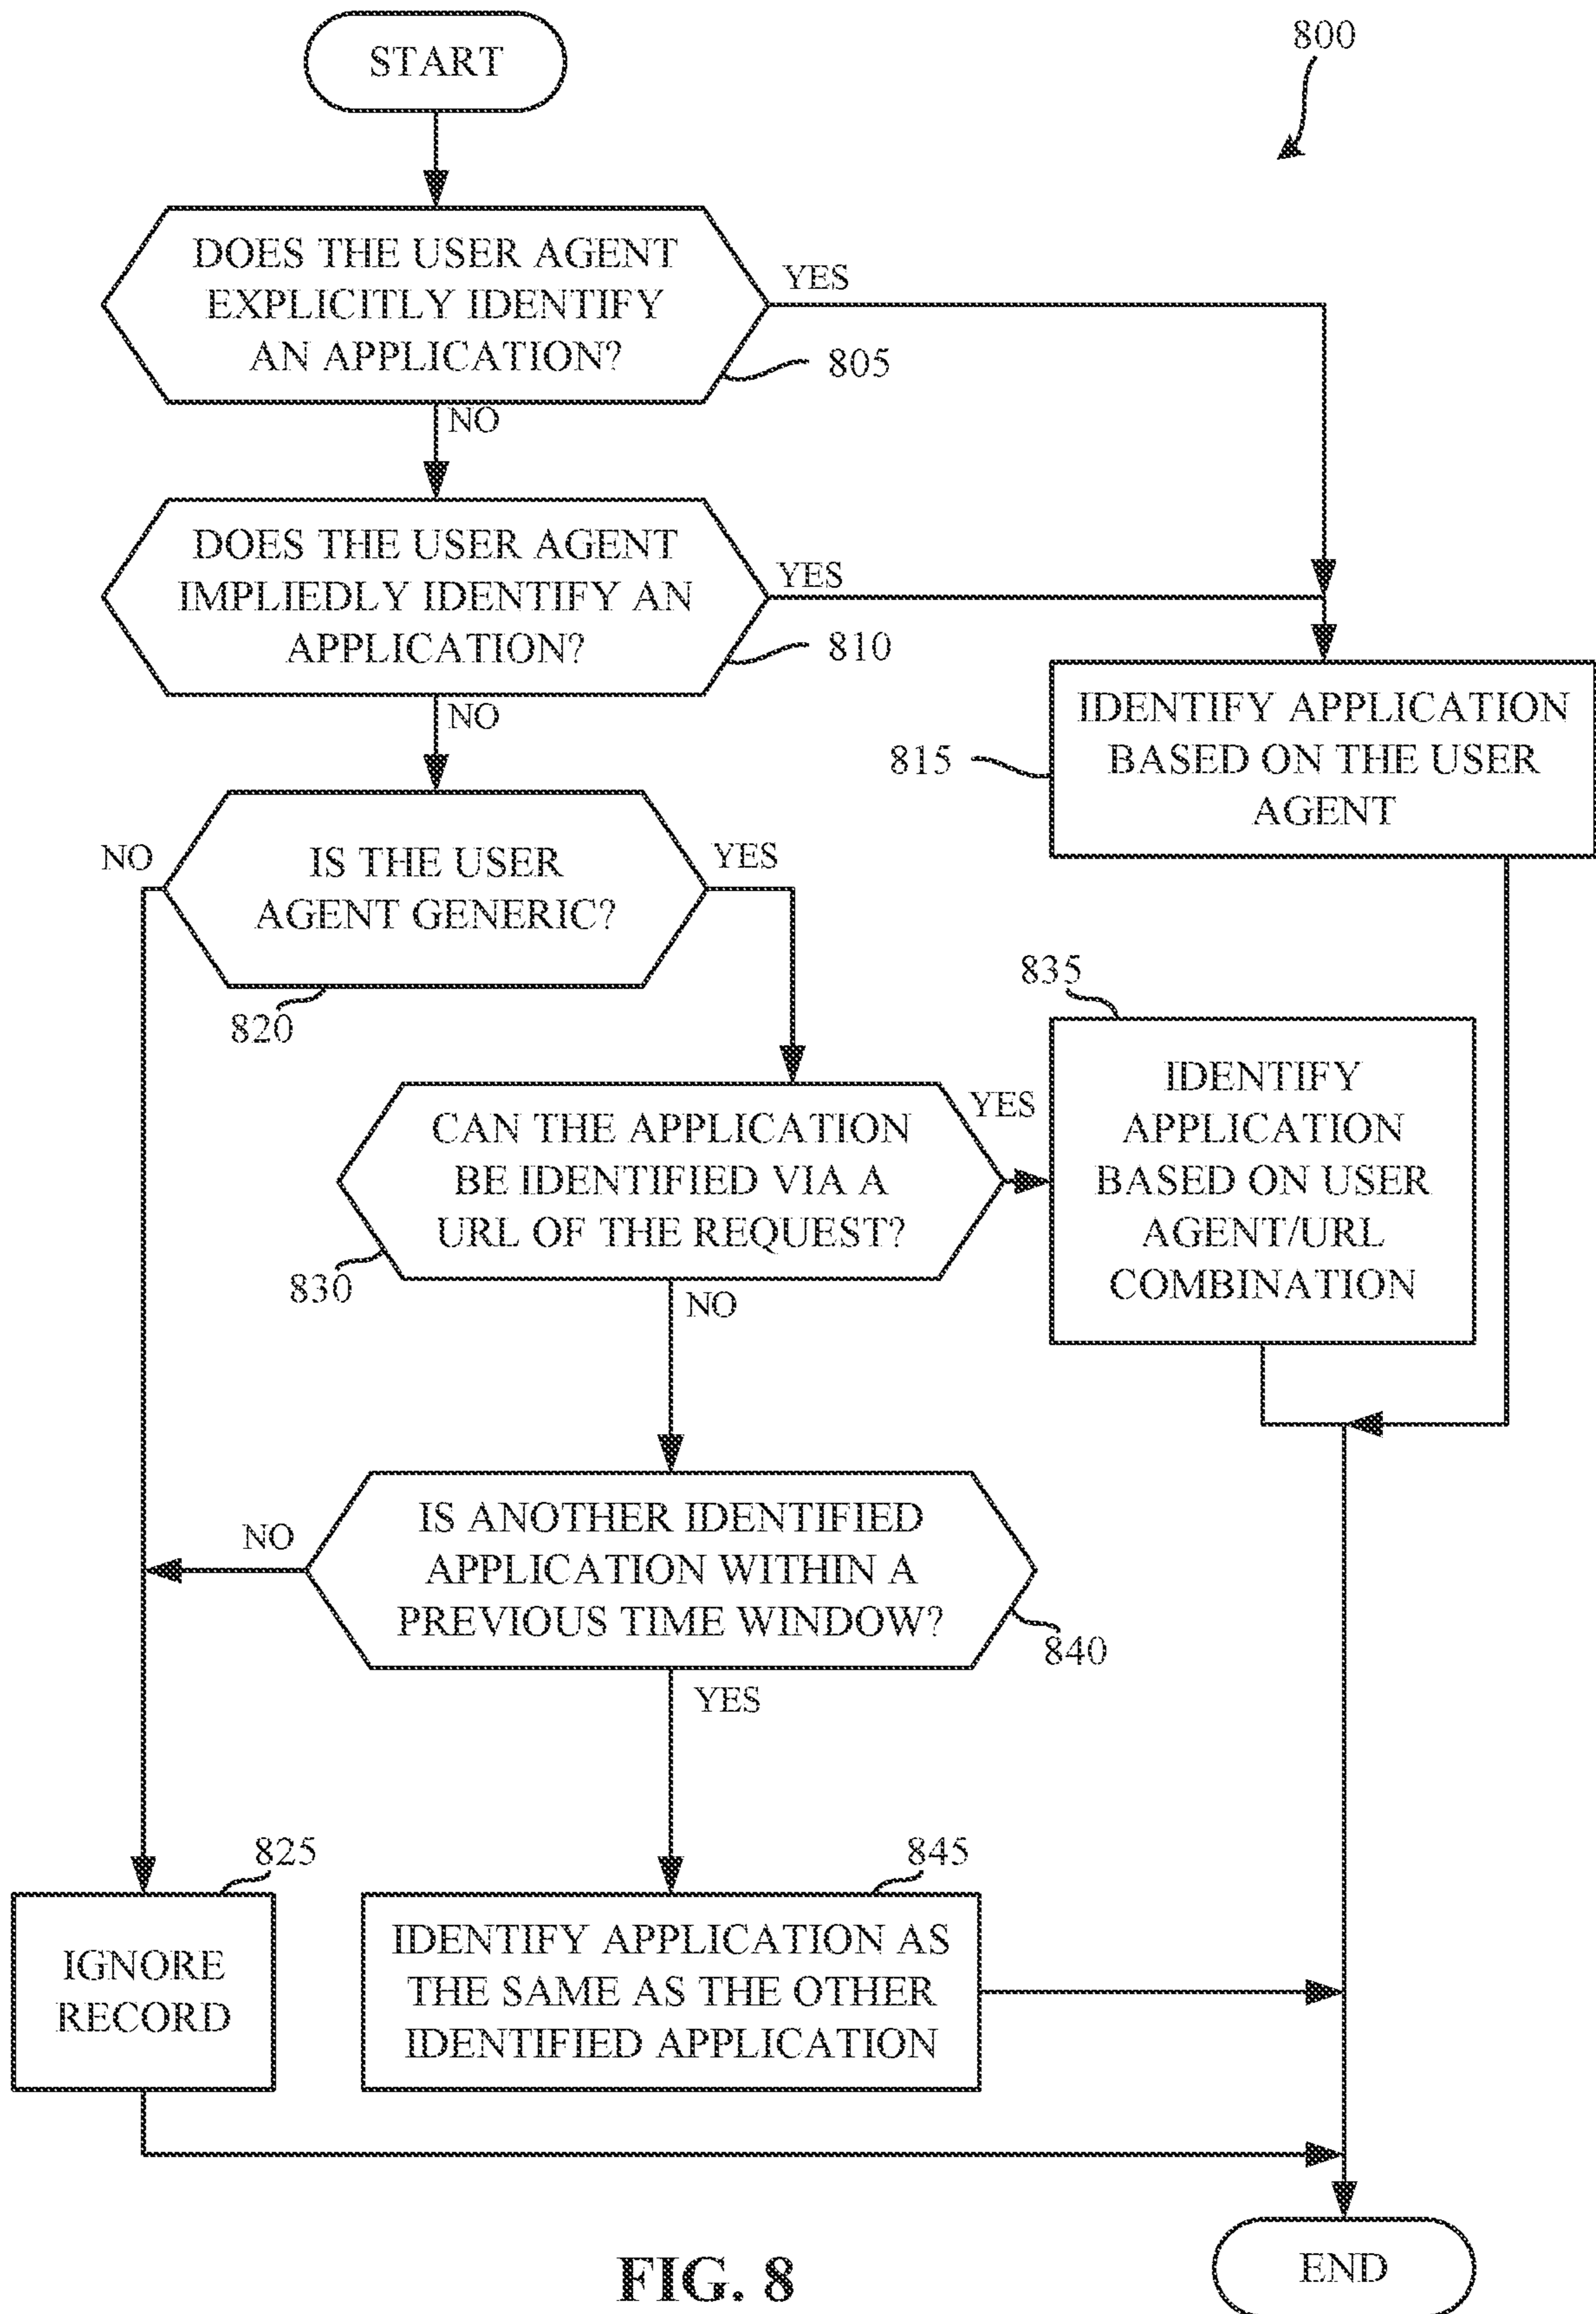 START
800
DOES THE USER AGENT
EXPLICITLY IDENTIFY
AN APPLICATION?
YES
805
NO
DOES THE USER AGENT
IMPLIEDLY IDENTIFY AN
APPLICATION?
YES
810
NO
IDENTIFY APPLICATION
BASED ON THE USER
AGENT
815
NO
IS THE USER
AGENT GENERIC?
YES
820
835
CAN THE APPLICATION
BE IDENTIFIED VIA A
URL OF THE REQUEST?
YES
830
NO
IDENTIFY
APPLICATION
BASED ON USER
AGENT/URL
COMBINATION
NO
IS ANOTHER IDENTIFIED
APPLICATION WITHIN A
PREVIOUS TIME WINDOW?
840
YES
825
845
IGNORE
RECORD
IDENTIFY APPLICATION AS
THE SAME AS THE OTHER
IDENTIFIED APPLICATION
END
FIG. 8